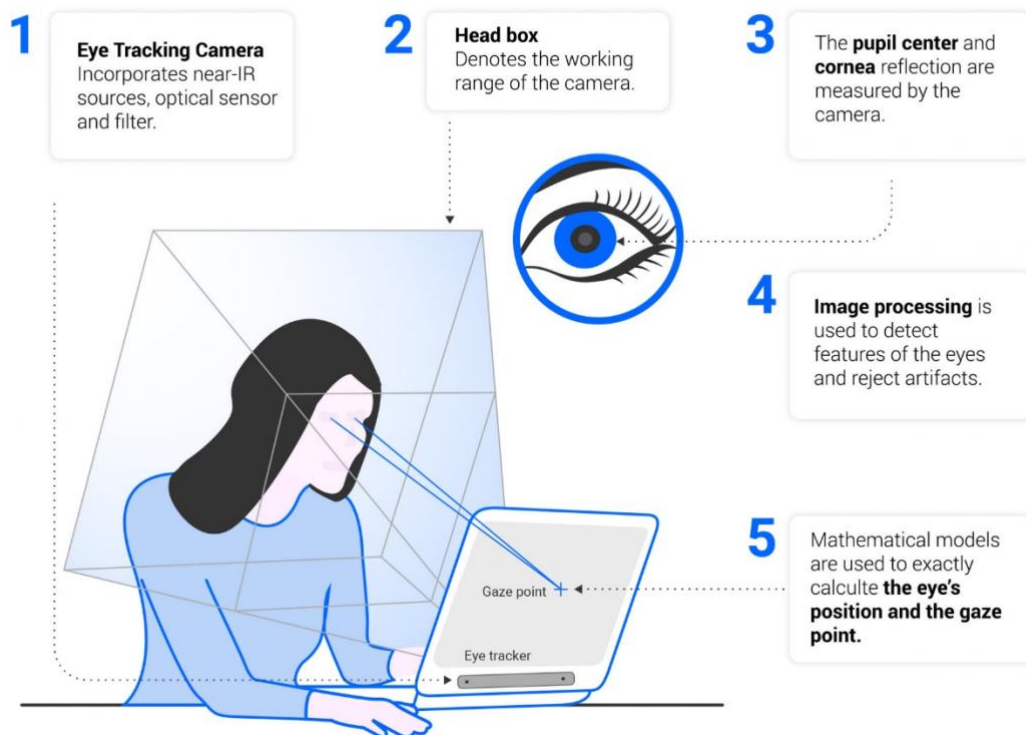 1
Eye Tracking Camera
Incorporates near-IR
sources, optical sensor
and filter.
2
Head box
Denotes the working
range of the camera.
3
The pupil center and
cornea reflection are
measured by the
camera.
4
Image processing is
used to detect
features of the eyes
and reject artifacts.
5
Mathematical models
are used to exactly
calculte the eye's
position and the gaze
point.
Gaze point
Eye tracker